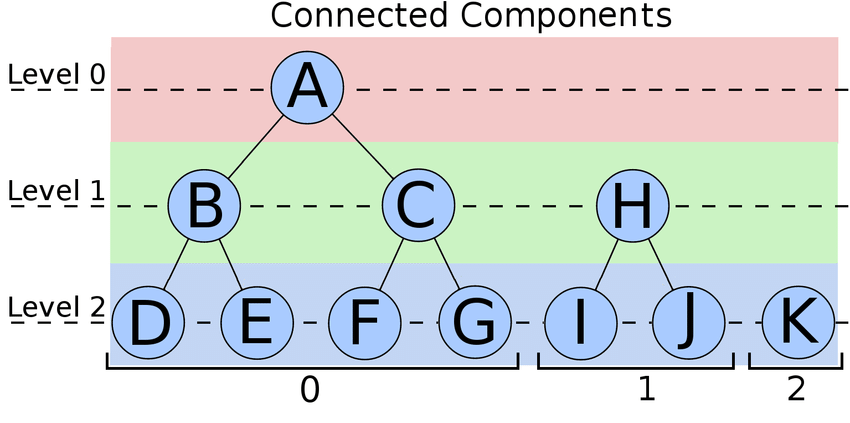 Connected Components
Level 0
A
Level 1
B C H
Level 2
D E F G I J K
0 1 2